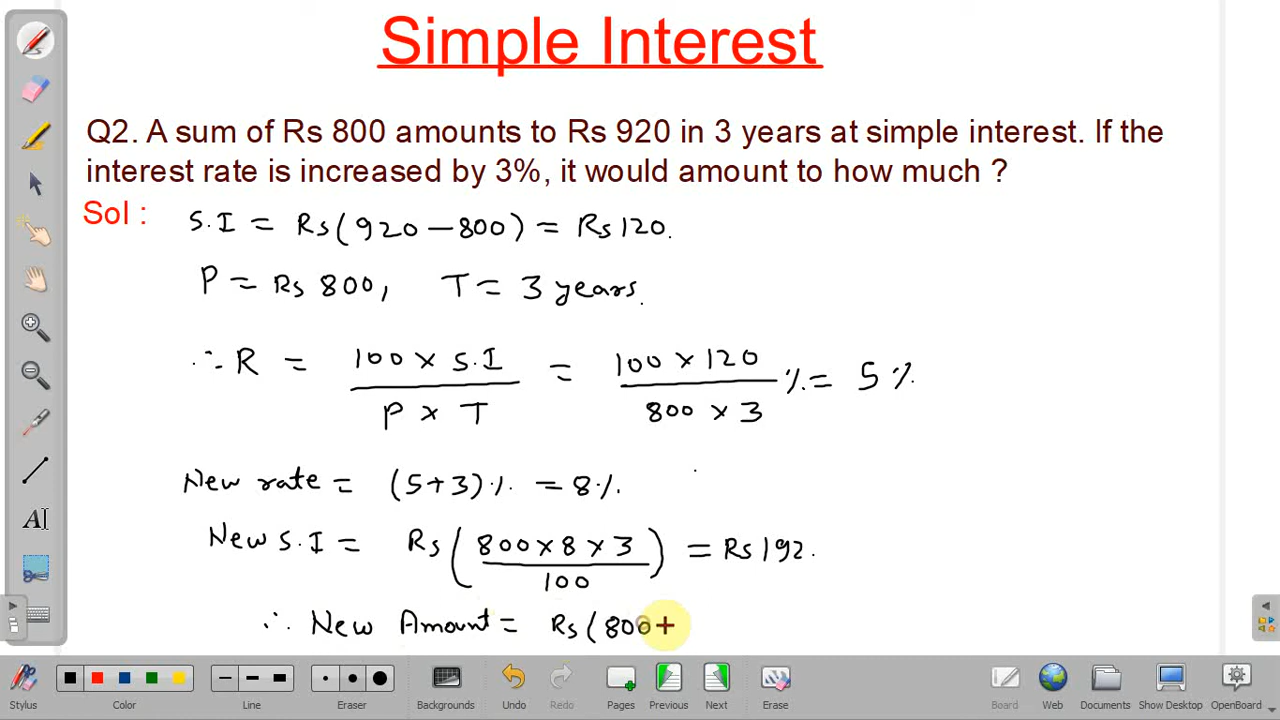 Simple Interest
Q2. A sum of Rs 800 amounts to Rs 920 in 3 years at simple interest. If the
interest rate is increased by 3%, it would amount to how much ?
Sol :
S.I = Rs(920-800) = Rs 120.
P = Rs 800, T = 3 years.
∴ R = 100 × S.I / P × T = 100 × 120 / 800 × 3 % = 5 %
New rate = (5+3)% = 8%.
New S.I = Rs (800×8×3 / 100) = Rs 192.
∴ New Amount = Rs (800+
Stylus Color Line Eraser Backgrounds Undo Redo Pages Previous Next Erase Board Web Documents Show Desktop OpenBoard